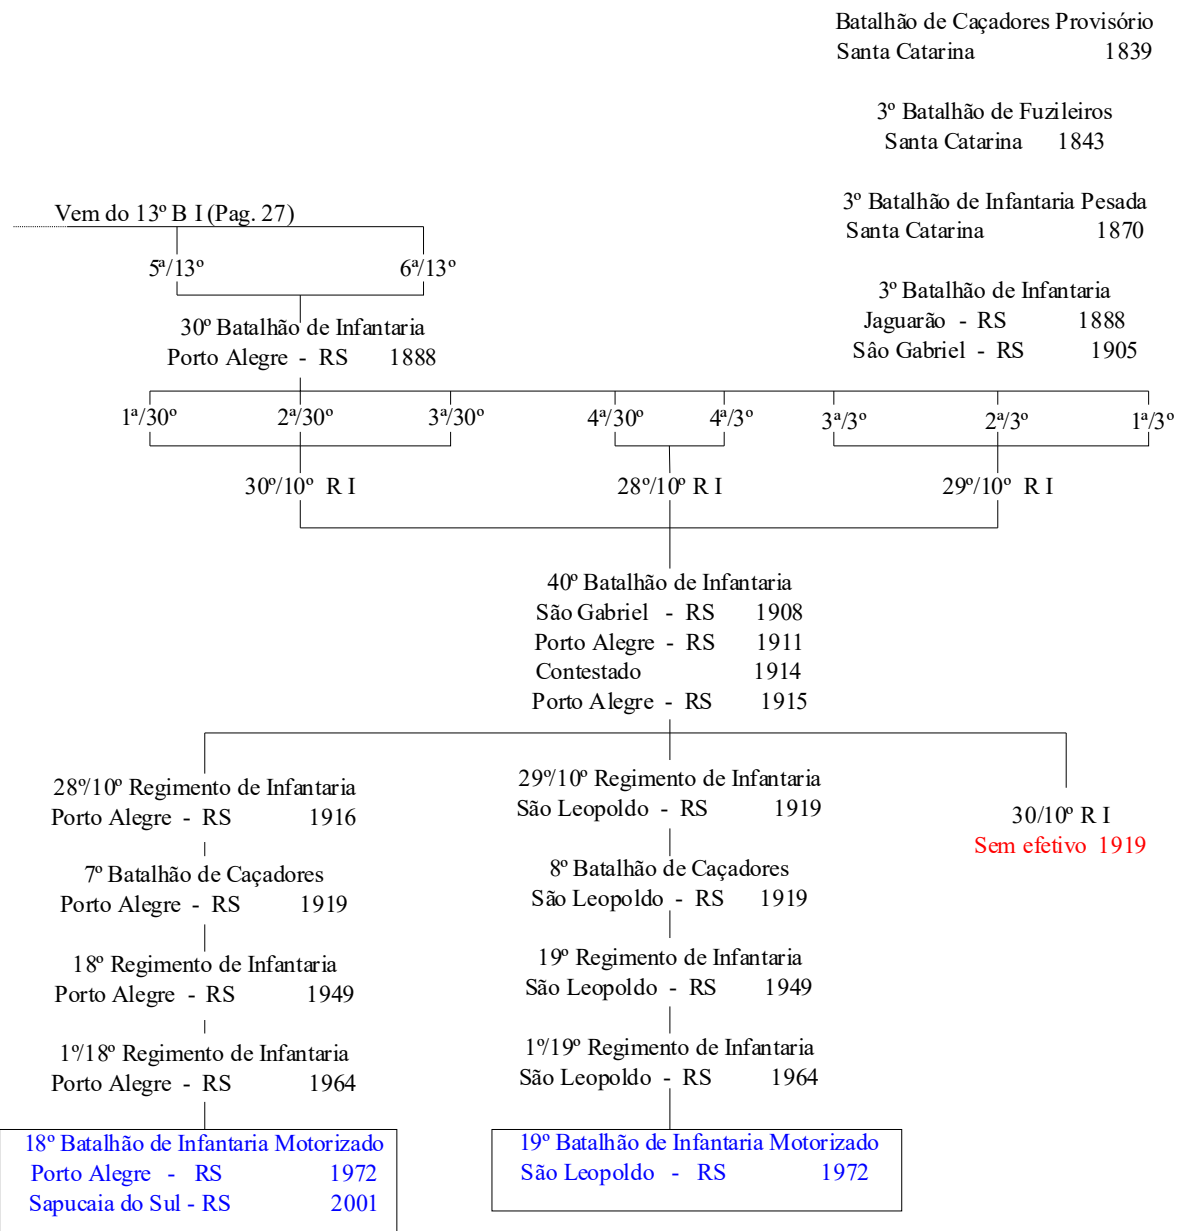 Batalhão de Caçadores Provisório
Santa Catarina 1839
3º Batalhão de Fuzileiros
Santa Catarina 1843
3º Batalhão de Infantaria Pesada
Santa Catarina 1870
Vem do 13º B I (Pag. 27)
5ª/13º 6ª/13º
3º Batalhão de Infantaria
Jaguarão - RS 1888
Sâo Gabriel - RS 1905
30º Batalhão de Infantaria
Porto Alegre - RS 1888
1ª/30º 2ª/30º 3ª/30º 4ª/30º 4ª/3º 3ª/3º 2ª/3º 1ª/3º
30º/10º R I 28º/10º R I 29º/10º R I
40º Batalhão de Infantaria
São Gabriel - RS 1908
Porto Alegre - RS 1911
Contestado 1914
Porto Alegre - RS 1915
28º/10º Regimento de Infantaria
Porto Alegre - RS 1916
7º Batalhão de Caçadores
Porto Alegre - RS 1919
18º Regimento de Infantaria
Porto Alegre - RS 1949
1º/18º Regimento de Infantaria
Porto Alegre - RS 1964
18º Batalhão de Infantaria Motorizado
Porto Alegre - RS 1972
Sapucaia do Sul - RS 2001
29º/10º Regimento de Infantaria
São Leopoldo - RS 1919
8º Batalhão de Caçadores
São Leopoldo - RS 1919
19º Regimento de Infantaria
São Leopoldo - RS 1949
1º/19º Regimento de Infantaria
São Leopoldo - RS 1964
19º Batalhão de Infantaria Motorizado
São Leopoldo - RS 1972
30/10º R I
Sem efetivo 1919